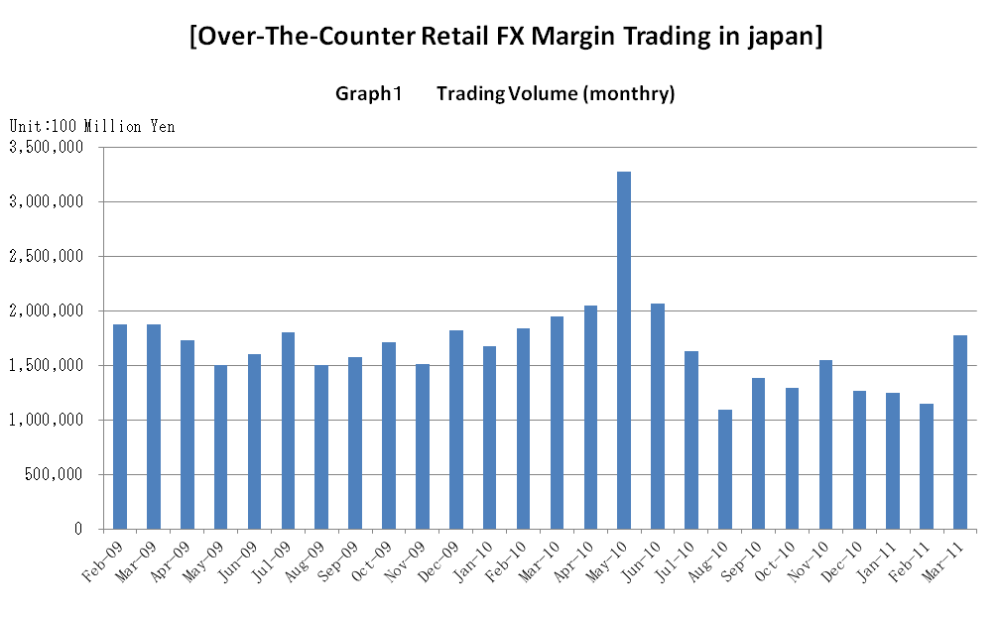 [Over-The-Counter Retail FX Margin Trading in japan]
Graph1 Trading Volume (monthry)
Unit:100 Million Yen
3,500,000
3,000,000
2,500,000
2,000,000
1,500,000
1,000,000
500,000
0
Feb-09
Mar-09
Apr-09
May-09
Jun-09
Jul-09
Aug-09
Sep-09
Oct-09
Nov-09
Dec-09
Jan-10
Feb-10
Mar-10
Apr-10
May-10
Jun-10
Jul-10
Aug-10
Sep-10
Oct-10
Nov-10
Dec-10
Jan-11
Feb-11
Mar-11